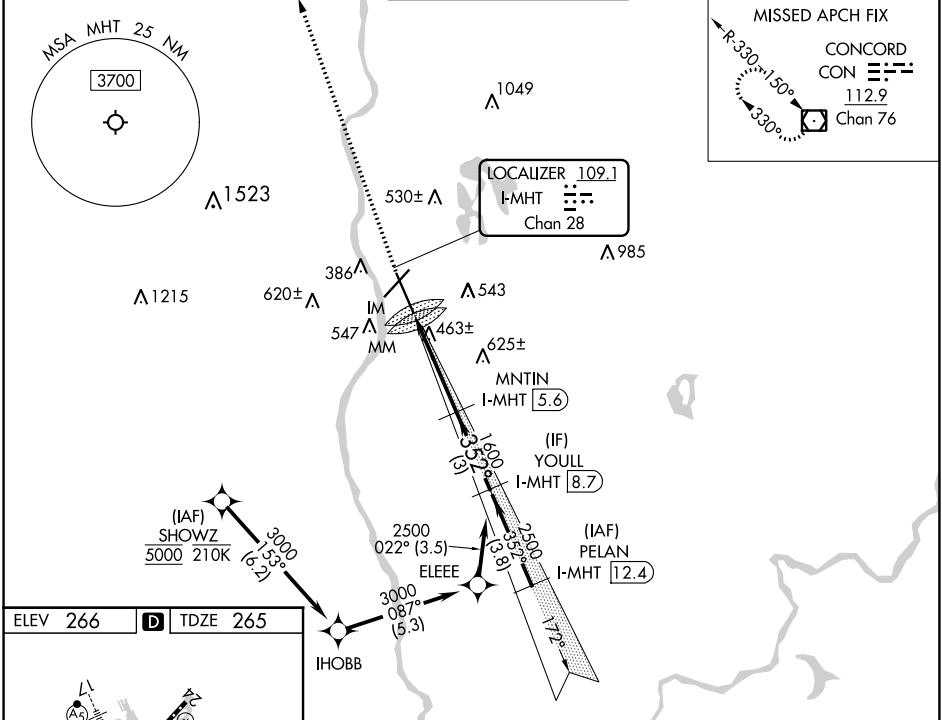 MSA MHT 25 NM
3700
MISSED APCH FIX
R-330
150°
330°
CONCORD
CON
112.9
Chan 76
1049
1523
530±
LOCALIZER 109.1
I-MHT
Chan 28
985
386
1215
620±
543
IM
547
463±
MM
625±
MNTIN
I-MHT 5.6
1600
352°
(3)
(IF)
YOULL
I-MHT 8.7
(IAF)
SHOWZ
5000 210K
3000
153°
(6.2)
2500
022° (3.5)
ELEEE
2500
352°
(3.8)
(IAF)
PELAN
I-MHT 12.4
3000
087°
(5.3)
172°
IHOBB
ELEV 266 D TDZE 265
17
24
A5